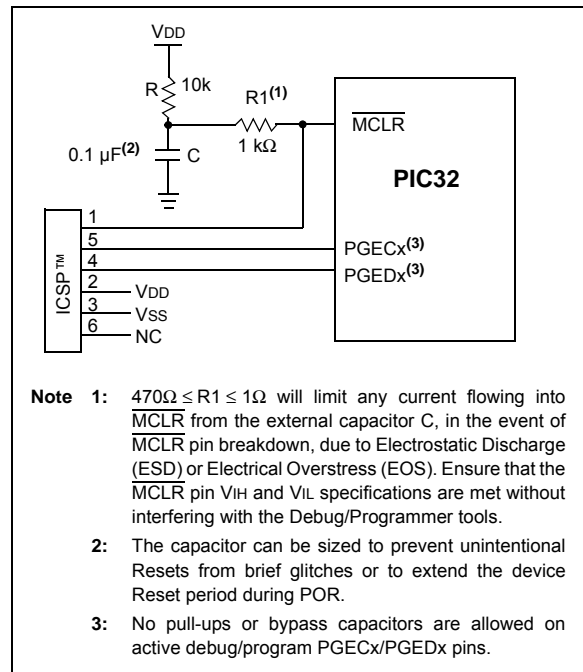 VDD
R
10k
R1(1)
1 kΩ
0.1 µF(2)
C
MCLR
PIC32
PGECx(3)
PGEDx(3)
ICSP™
1
5
4
2
VDD
3
VSS
6
NC
Note 1: 470Ω ≤ R1 ≤ 1Ω will limit any current flowing into
MCLR from the external capacitor C, in the event of
MCLR pin breakdown, due to Electrostatic Discharge
(ESD) or Electrical Overstress (EOS). Ensure that the
MCLR pin VIH and VIL specifications are met without
interfering with the Debug/Programmer tools.
2: The capacitor can be sized to prevent unintentional
Resets from brief glitches or to extend the device
Reset period during POR.
3: No pull-ups or bypass capacitors are allowed on
active debug/program PGECx/PGEDx pins.